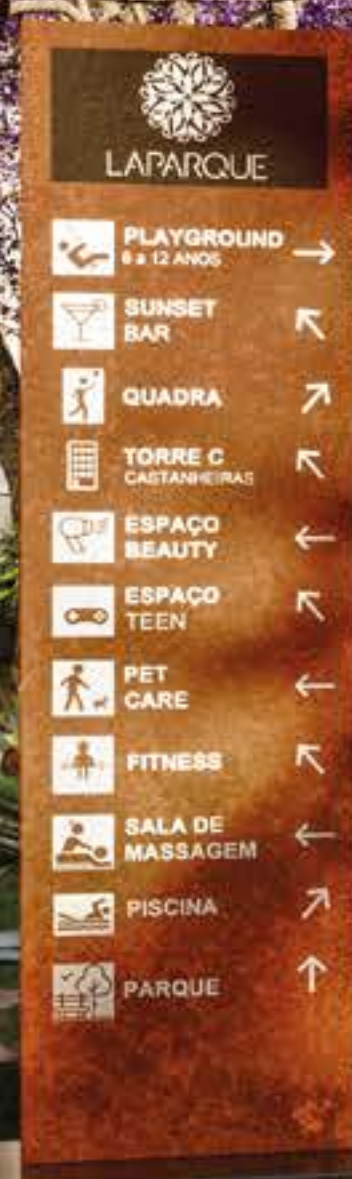 LAPARQUE
PLAYGROUND
6 a 12 ANOS
SUNSET
BAR
QUADRA
TORRE C
CASTANHEIRAS
ESPAÇO
BEAUTY
ESPAÇO
TEEN
PET
CARE
FITNESS
SALA DE
MASSAGEM
PISCINA
PARQUE